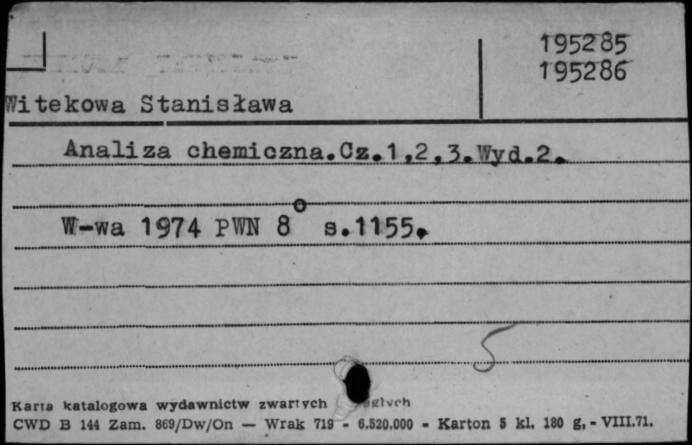 195285
195286
Witekowa Stanisława
Analiza chemiczna.Cz.1,2,3.Wyd.2.
W-wa 1974 PWN 8° s.1155.
5
Karta katalogowa wydawnictw zwartych
CWD B 144 Zam. 869/Dw/On — Wrak 719 - 6.520.000 - Karton 5 kl. 180 g, - VIII.71.